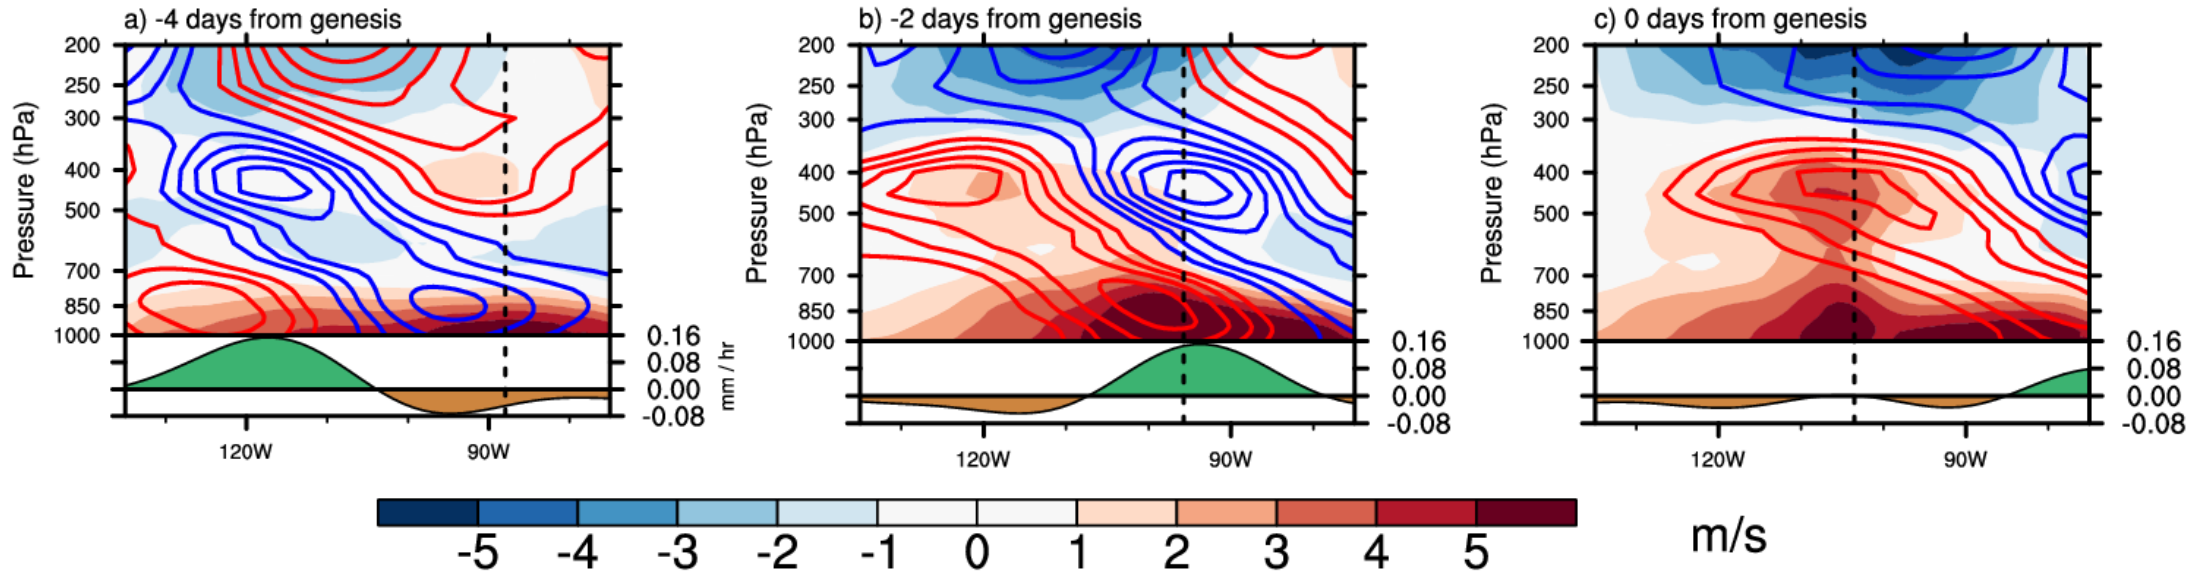 a) -4 days from genesis
b) -2 days from genesis
c) 0 days from genesis
Pressure (hPa)
200
250
300
400
500
700
850
1000
0.16
0.08
0.00
-0.08
mm / hr
120W
90W
Pressure (hPa)
200
250
300
400
500
700
850
1000
0.16
0.08
0.00
-0.08
120W
90W
Pressure (hPa)
200
250
300
400
500
700
850
1000
0.16
0.08
0.00
-0.08
120W
90W
-5 -4 -3 -2 -1 0 1 2 3 4 5
m/s